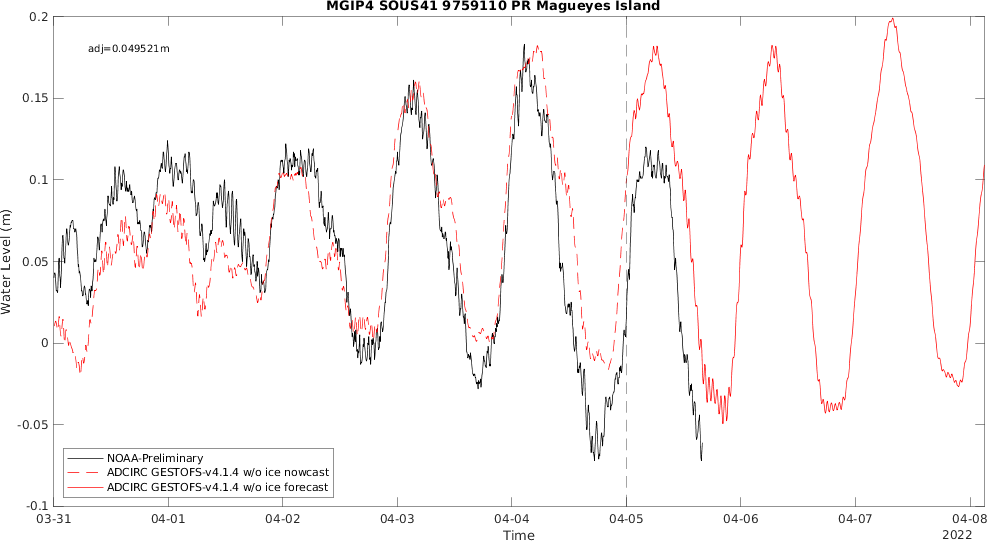 MGIP4 SOUS41 9759110 PR Magueyes Island
adj=0.049521m
Water Level (m)
0.2
0.15
0.1
0.05
0
-0.05
-0.1
NOAA-Preliminary
ADCIRC GESTOFS-v4.1.4 w/o ice nowcast
ADCIRC GESTOFS-v4.1.4 w/o ice forecast
03-31 04-01 04-02 04-03 04-04 04-05 04-06 04-07 04-08
Time
2022